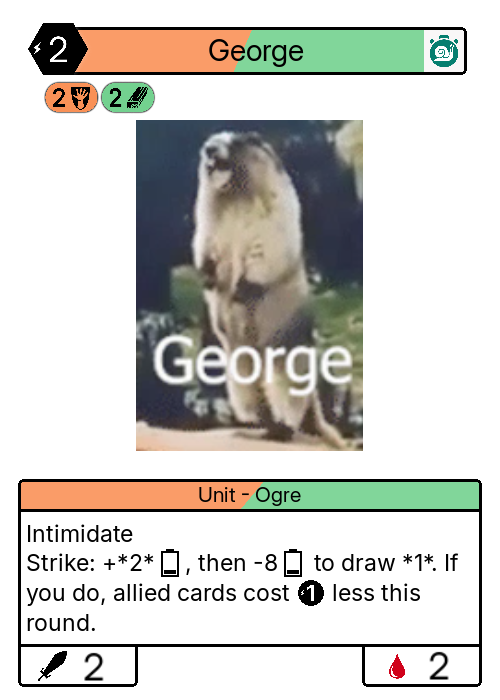 2 George
2 2
George
Unit - Ogre
Intimidate
Strike: +*2* , then -8 to draw *1*. If
you do, allied cards cost 1 less this
round.
2 2